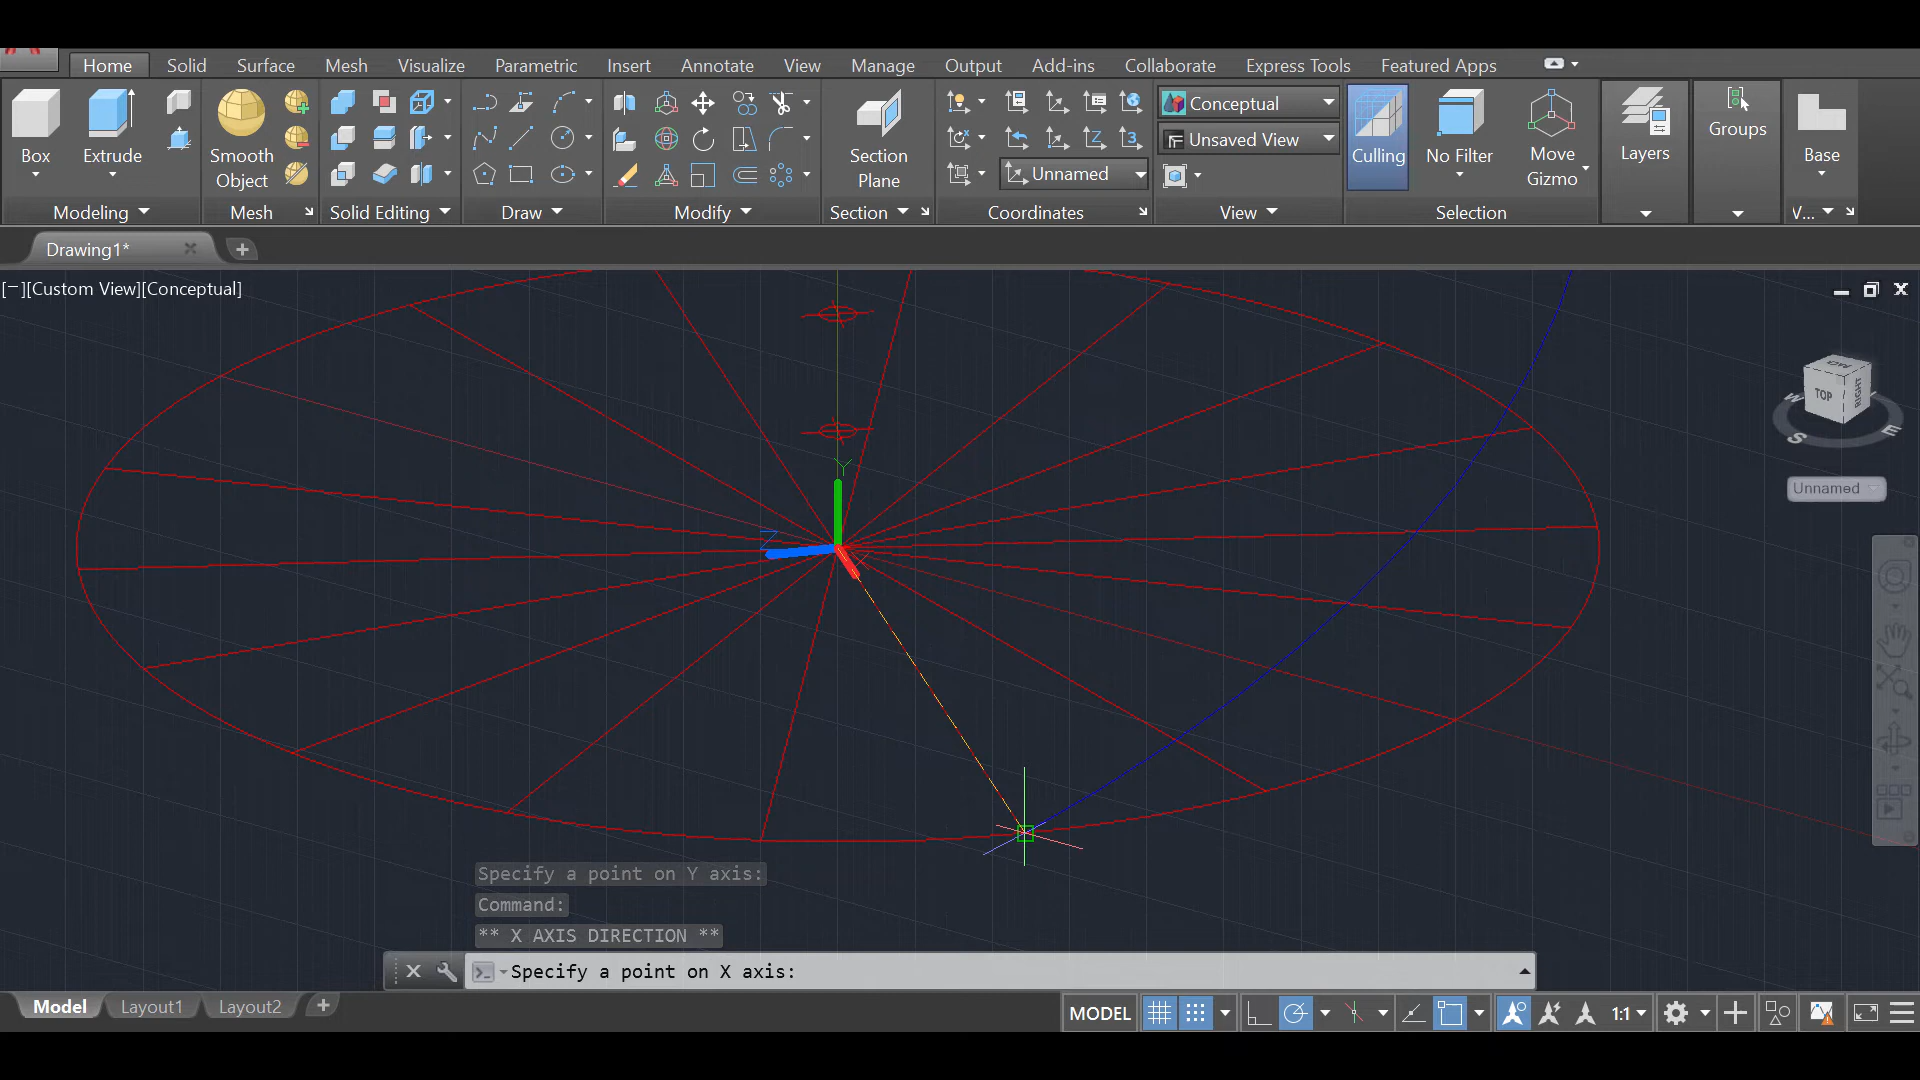 Home Solid Surface Mesh Visualize Parametric Insert Annotate View Manage Output Add-ins Collaborate Express Tools Featured Apps
Box
Extrude
Smooth
Object
Section
Plane
Conceptual
Unsaved View
Unnamed
Culling
No Filter
Move
Gizmo
Layers
Groups
Base
Modeling
Mesh
Solid Editing
Draw
Modify
Section
Coordinates
View
Selection
V...
Drawing1*
[−][Custom View][Conceptual]
TOP
RIGHT
W
S
E
Unnamed
Y
Z
X
Specify a point on Y axis:
Command:
** X AXIS DIRECTION **
Specify a point on X axis:
Model Layout1 Layout2
MODEL
1:1